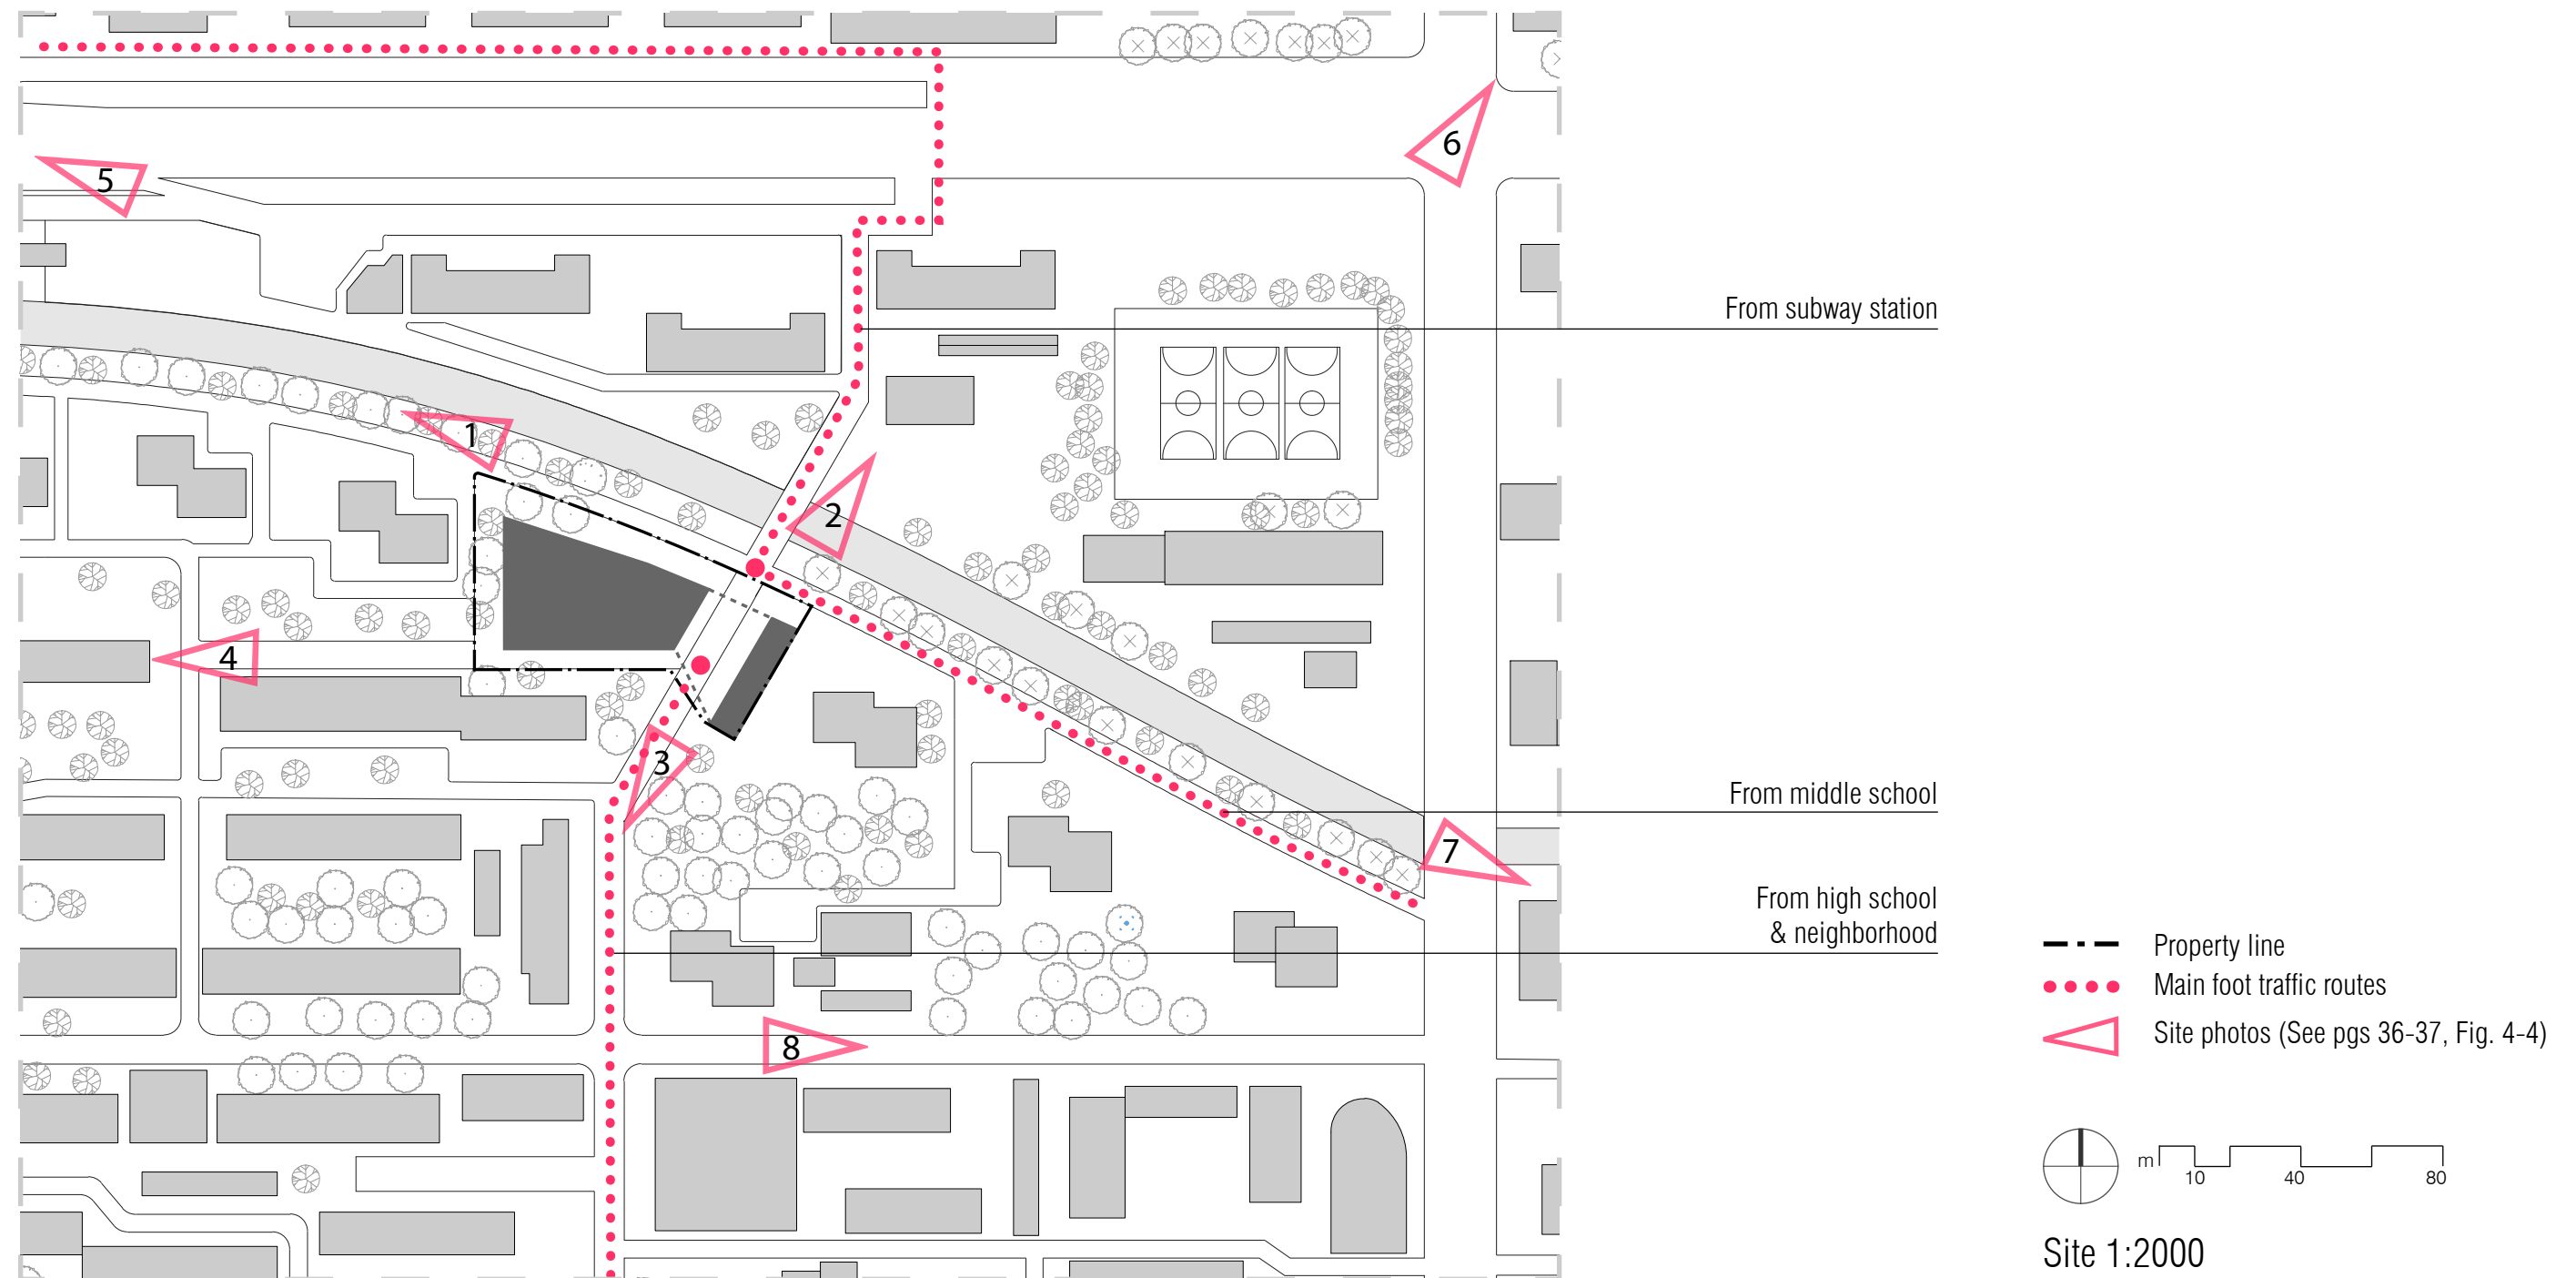 6
5
From subway station
1
2
4
3
From middle school
7
From high school
& neighborhood
Property line
Main foot traffic routes
Site photos (See pgs 36-37, Fig. 4-4)
8
m
10 40 80
Site 1:2000